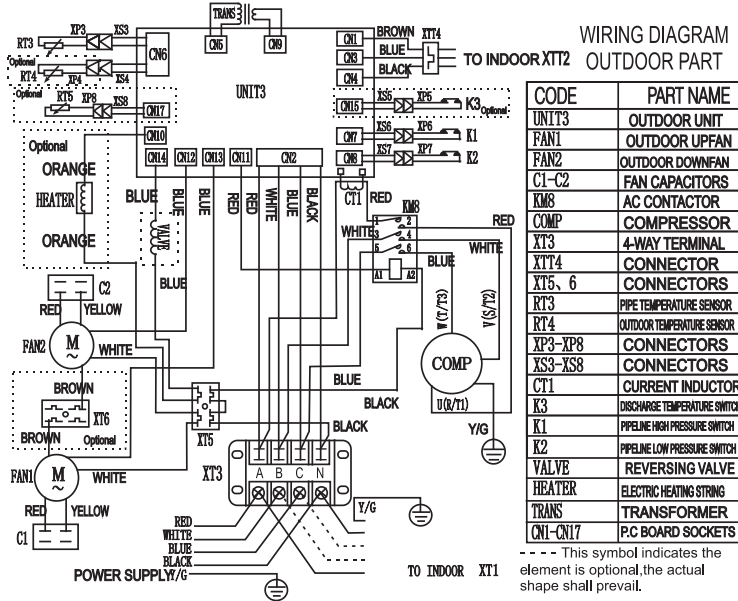 WIRING DIAGRAM
OUTDOOR PART
TRANS
CN5
CN9
UNIT3
XP3
XS3
RT3
CN6
Optional
RT4
XP4
XS4
Optional
RT5
XP8
XS8
CN17
CN10
CN14
CN12
CN13
CN11
CN2
CN1
BROWN
XTT4
CN3
BLUE
TO INDOOR XTT2
CN4
BLACK
XS5
XP5
CN15
K3 Optional
XS6
XP6
CN7
K1
XS7
XP7
CN8
K2
Optional
ORANGE
HEATER
ORANGE
BLUE
VALVE
BLUE
BLUE
BLUE
RED
RED
WHITE
BLUE
BLACK
CT1
RED
KM8
1
2
RED
WHITE
3
4
WHITE
5
6
BLUE
A1
A2
C2
RED
YELLOW
FAN2
M
~
WHITE
BROWN
XT6
BROWN
Optional
FAN1
M
~
WHITE
RED
YELLOW
C1
XT5
BLUE
BLACK
BLACK
W(T/T3)
V(S/T2)
COMP
U(R/T1)
Y/G
XT3
A B C N
Y/G
RED
WHITE
BLUE
BLACK
POWER SUPPLY Y/G
TO INDOOR XT1
CODE PART NAME
UNIT3 OUTDOOR UNIT
FAN1 OUTDOOR UPFAN
FAN2 OUTDOOR DOWNFAN
C1-C2 FAN CAPACITORS
KM8 AC CONTACTOR
COMP COMPRESSOR
XT3 4-WAY TERMINAL
XTT4 CONNECTOR
XT5、6 CONNECTORS
RT3 PIPE TEMPERATURE SENSOR
RT4 OUTDOOR TEMPERATURE SENSOR
XP3-XP8 CONNECTORS
XS3-XS8 CONNECTORS
CT1 CURRENT INDUCTOR
K3 DISCHARGE TEMPERATURE SWITCH
K1 PIPELINE HIGH PRESSURE SWITCH
K2 PIPELINE LOW PRESSURE SWITCH
VALVE REVERSING VALVE
HEATER ELECTRIC HEATING STRING
TRANS TRANSFORMER
CN1-CN17 P.C BOARD SOCKETS
---- This symbol indicates the
element is optional,the actual
shape shall prevail.